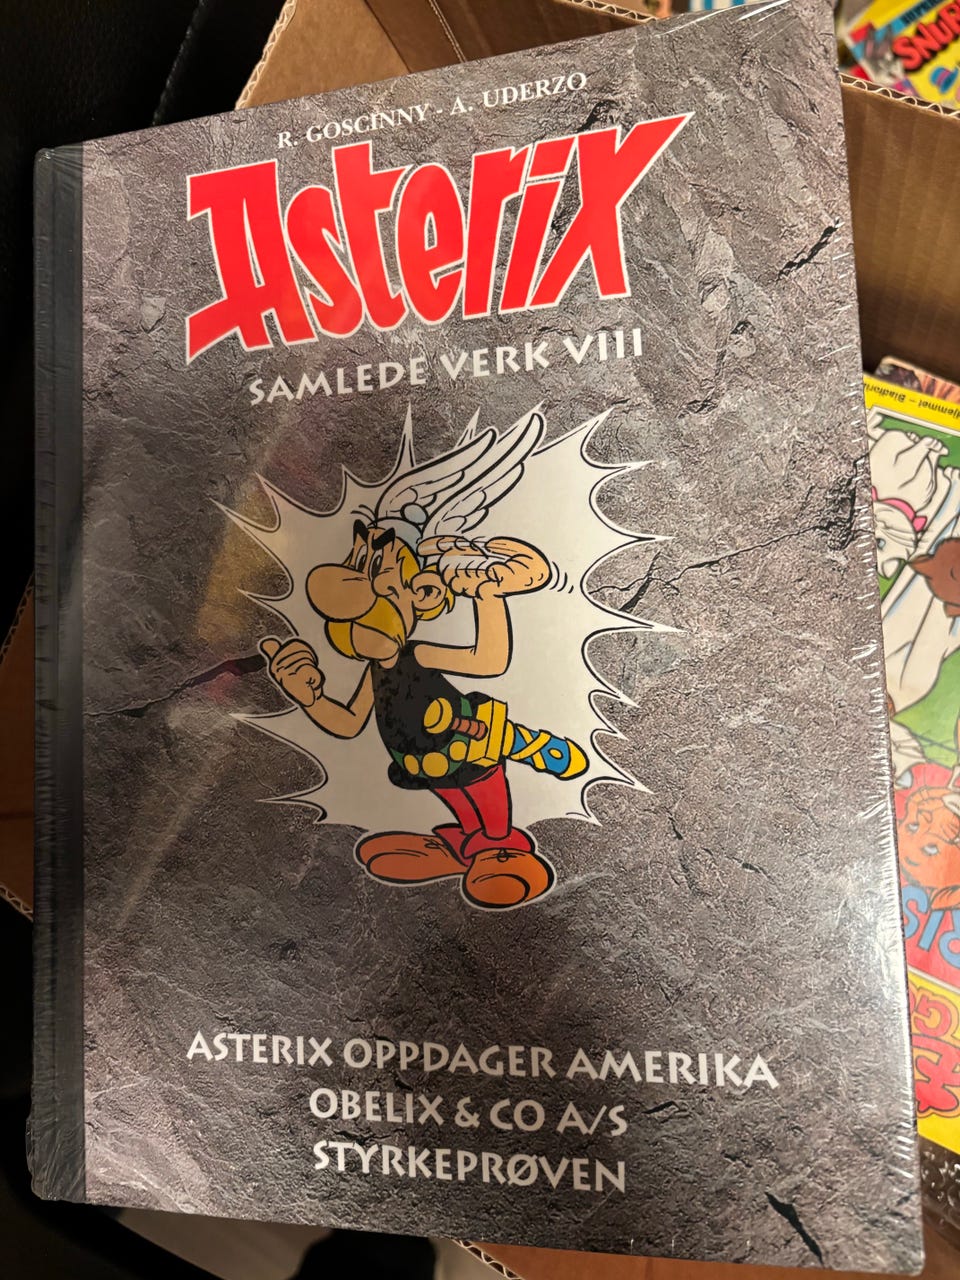 R. GOSCINNY - A. UDERZO
Asterix
SAMLEDE VERK VIII
ASTERIX OPPDAGER AMERIKA
OBELIX & CO A/S
STYRKEPRØVEN